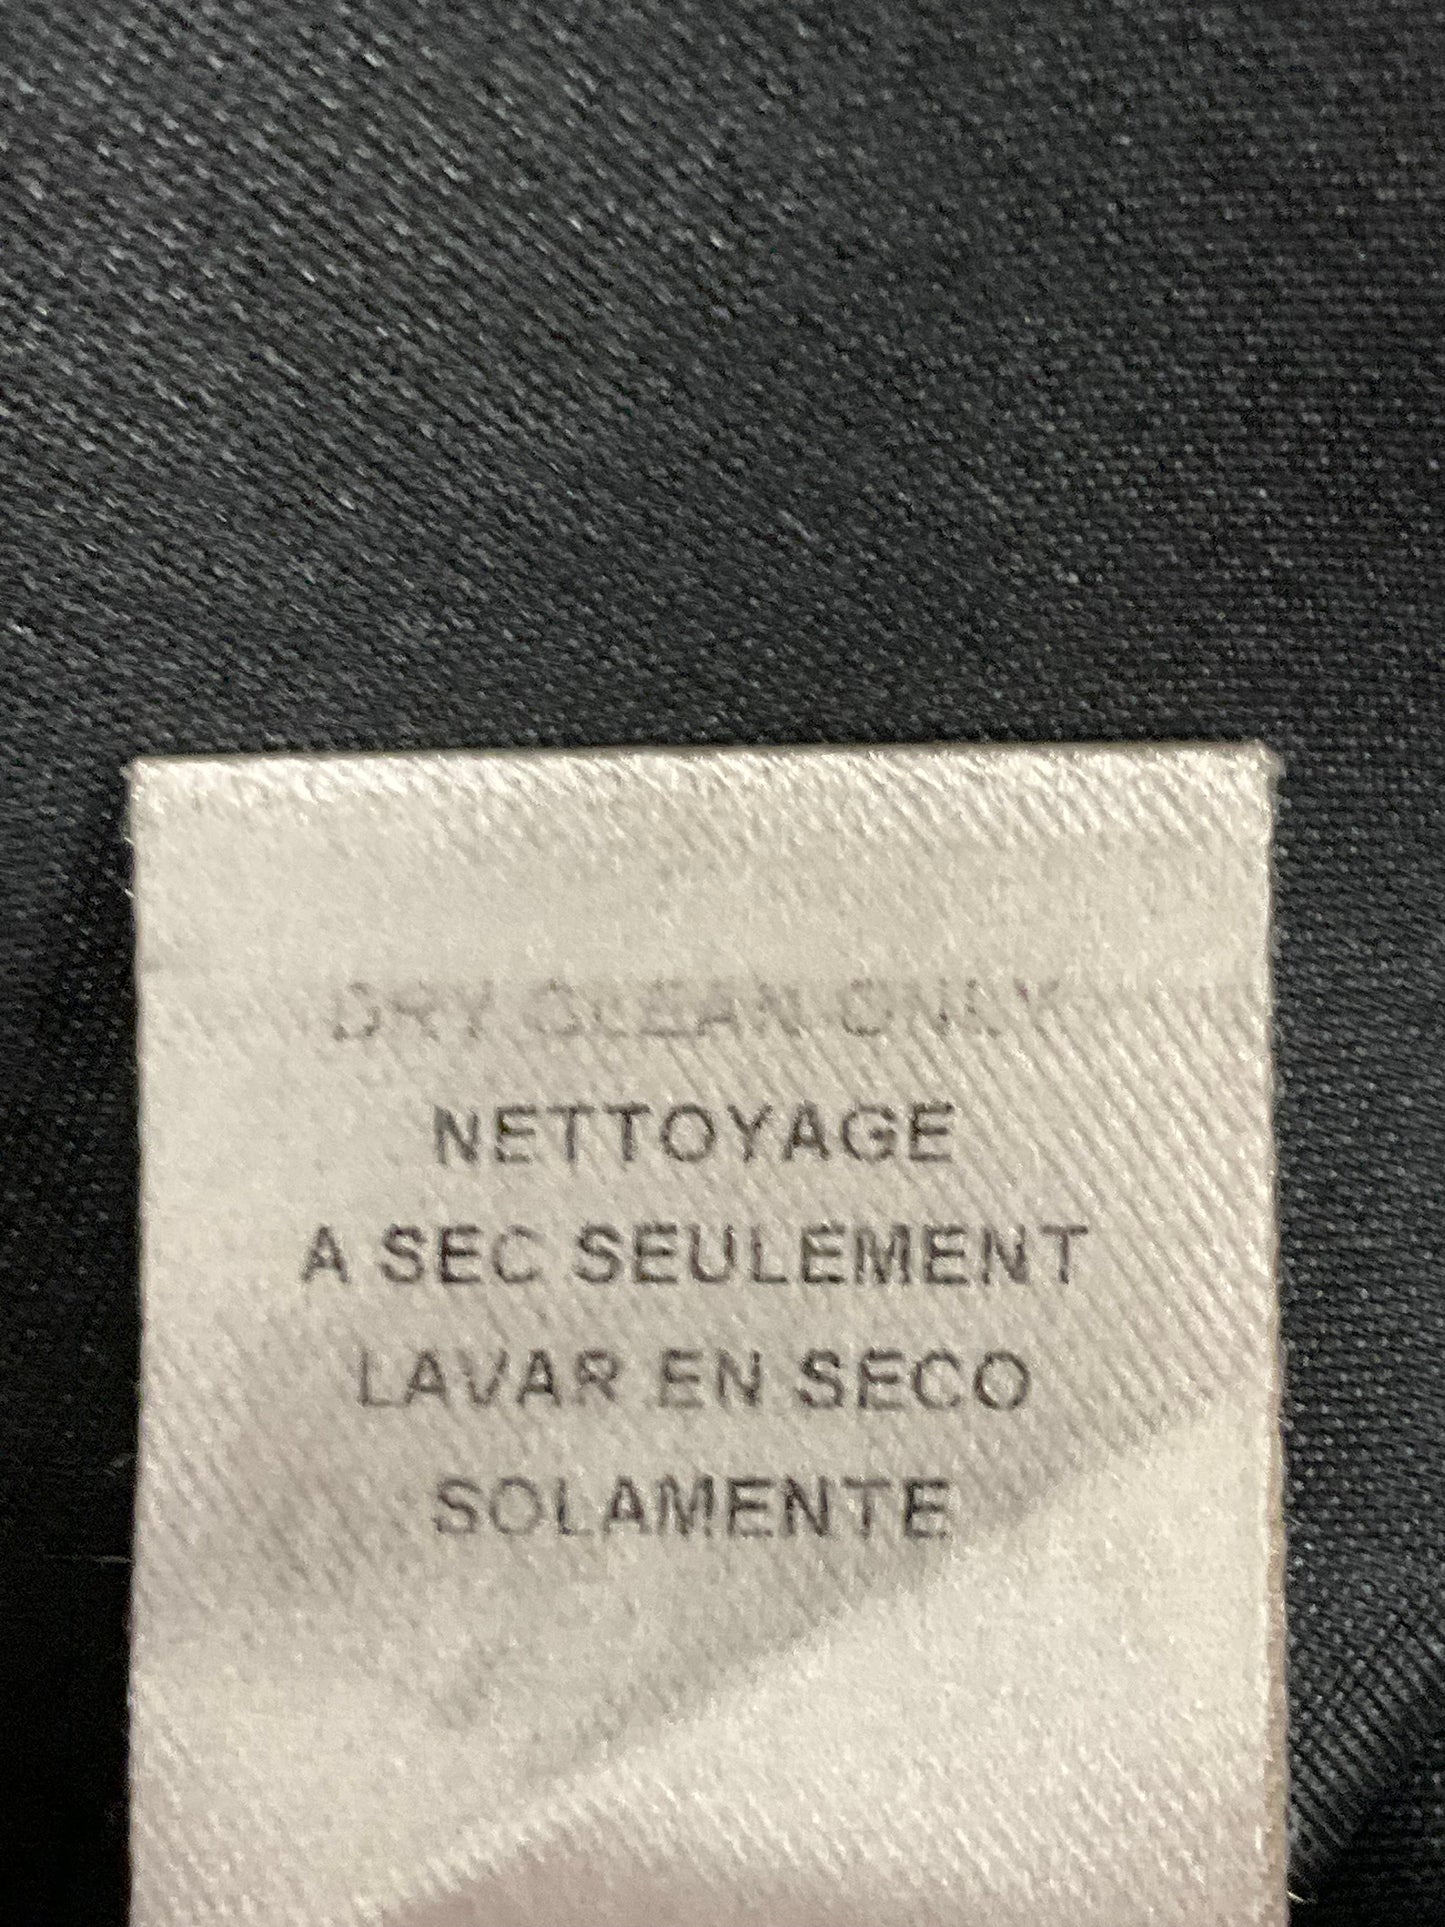 DRY CLEAN ONLY
NETTOYAGE
A SEC SEULEMENT
LAVAR EN SECO
SOLAMENTE